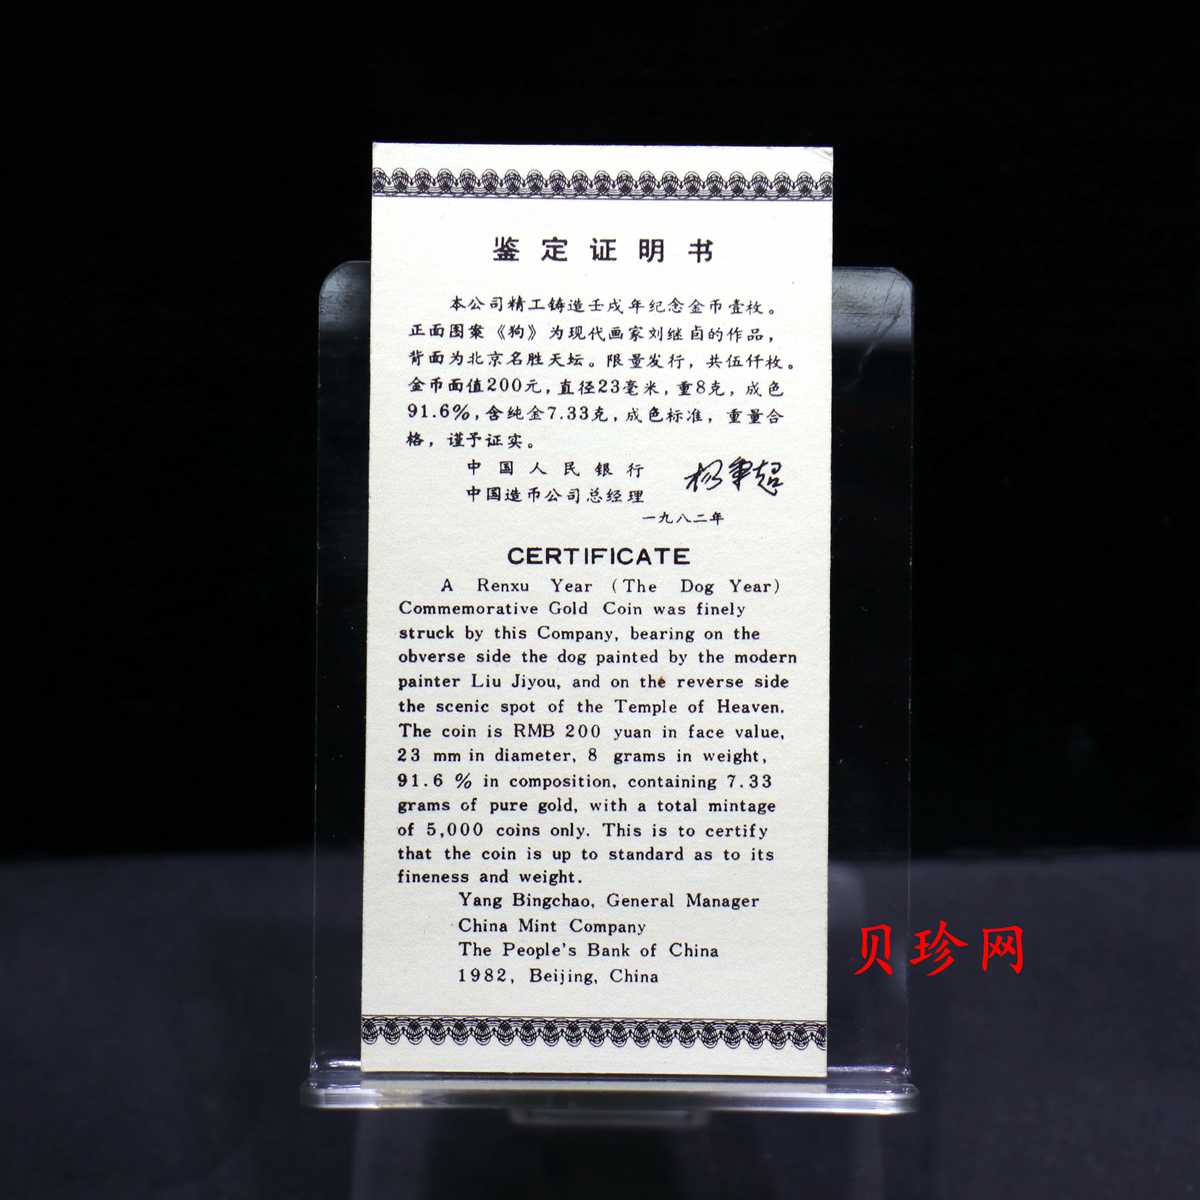 鉴定证明书
本公司精工铸造壬戌年纪念金币壹枚。
正面图案《狗》为现代画家刘继卣的作品，
背面为北京名胜天坛。限量发行，共伍仟枚。
金币面值200元，直径23毫米，重8克，成色
91.6%，含纯金7.33克，成色标准，重量合
格，谨予证实。
中国人民银行
中国造币公司总经理 杨秉超
一九八二年
CERTIFICATE
A Renxu Year (The Dog Year)
Commemorative Gold Coin was finely
struck by this Company, bearing on the
obverse side the dog painted by the modern
painter Liu Jiyou, and on the reverse side
the scenic spot of the Temple of Heaven.
The coin is RMB 200 yuan in face value,
23 mm in diameter, 8 grams in weight,
91.6 % in composition, containing 7.33
grams of pure gold, with a total mintage
of 5,000 coins only. This is to certify
that the coin is up to standard as to its
fineness and weight.
Yang Bingchao, General Manager
China Mint Company
The People's Bank of China
1982, Beijing, China
贝珍网